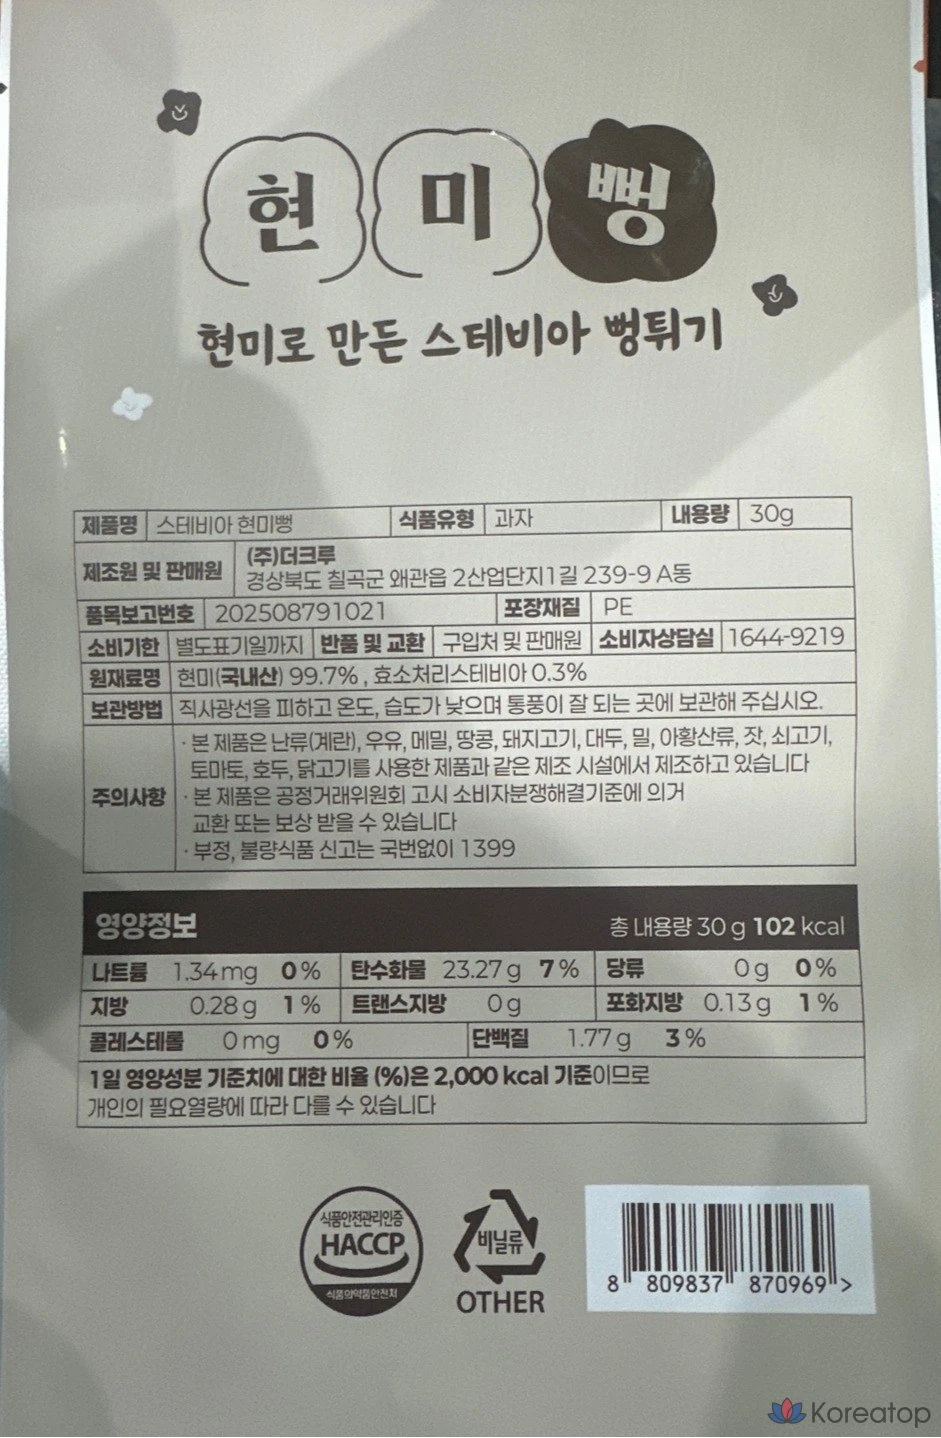 현미뻥
현미로 만든 스테비아 뻥튀기
제품명 스테비아 현미뻥 식품유형 과자 내용량 30g
제조원 및 판매원 (주)더크루
경상북도 칠곡군 왜관읍 2산업단지1길 239-9 A동
품목보고번호 202508791021 포장재질 PE
소비기한 별도표기일까지 반품 및 교환 구입처 및 판매원 소비자상담실 1644-9219
원재료명 현미(국내산) 99.7% , 효소처리스테비아 0.3%
보관방법 직사광선을 피하고 온도, 습도가 낮으며 통풍이 잘 되는 곳에 보관해 주십시오.
주의사항
· 본 제품은 난류(계란), 우유, 메밀, 땅콩, 돼지고기, 대두, 밀, 아황산류, 잣, 쇠고기,
토마토, 호두, 닭고기를 사용한 제품과 같은 제조 시설에서 제조하고 있습니다
· 본 제품은 공정거래위원회 고시 소비자분쟁해결기준에 의거
교환 또는 보상 받을 수 있습니다
· 부정, 불량식품 신고는 국번없이 1399
영양정보 총 내용량 30 g 102 kcal
나트륨 1.34 mg 0 % 탄수화물 23.27 g 7 % 당류 0 g 0 %
지방 0.28 g 1 % 트랜스지방 0 g 포화지방 0.13 g 1 %
콜레스테롤 0 mg 0 % 단백질 1.77 g 3 %
1일 영양성분 기준치에 대한 비율 (%)은 2,000 kcal 기준이므로
개인의 필요열량에 따라 다를 수 있습니다
식품안전관리인증
HACCP
식품의약품안전처
비닐류
OTHER
8 809837 870969 >
Koreatop